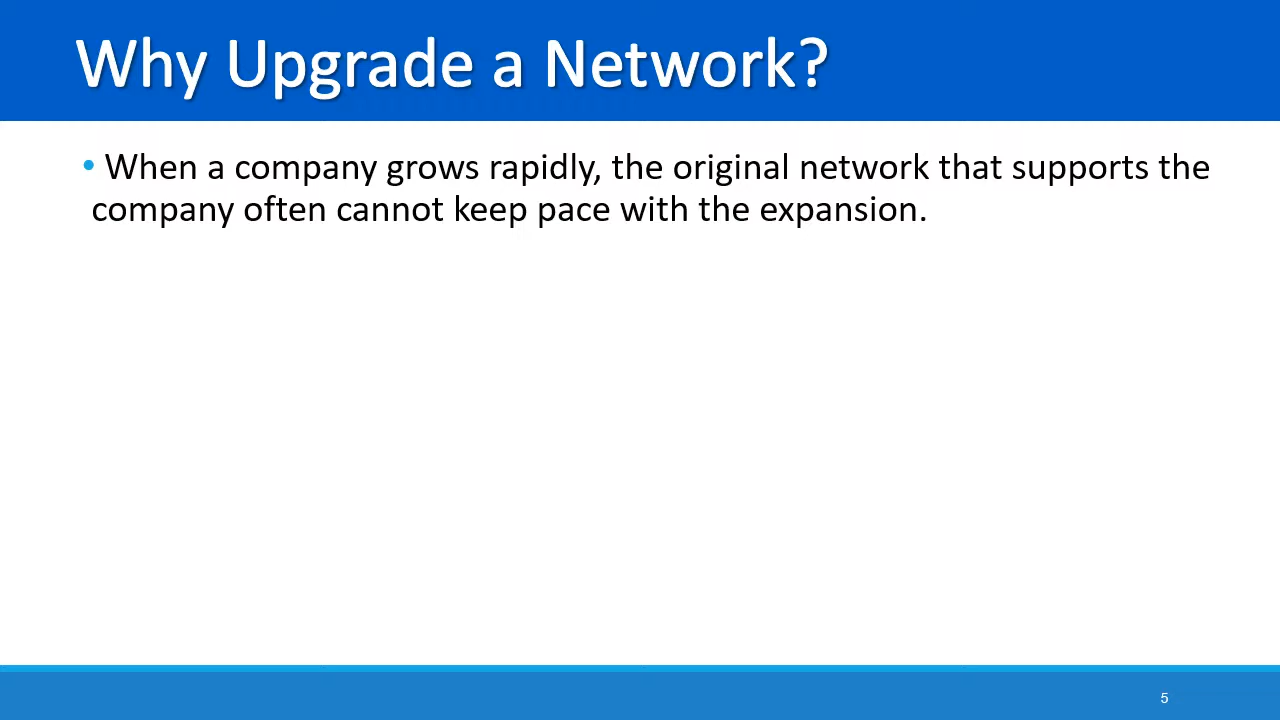 Why Upgrade a Network?
• When a company grows rapidly, the original network that supports the
company often cannot keep pace with the expansion.
5